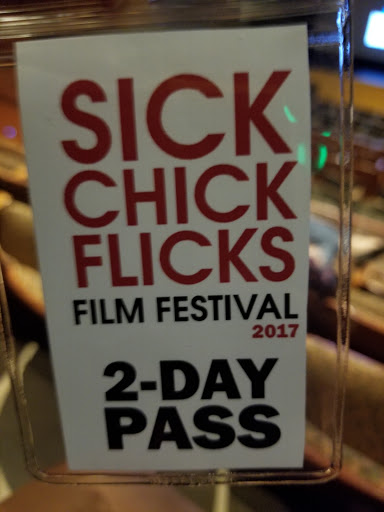 SICK
CHICK
FLICKS
FILM FESTIVAL
2017
2-DAY
PASS